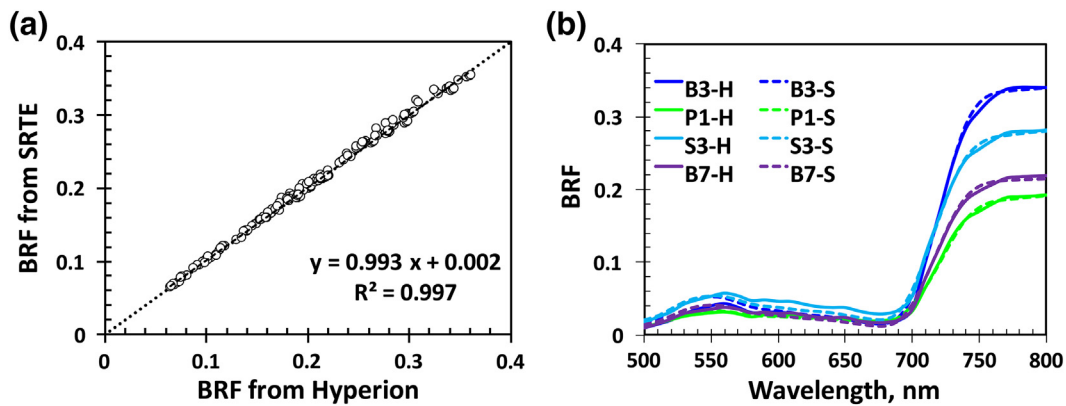 (a)
0.4
0.3
0.2
0.1
0
0.1
0.2
0.3
0.4
BRF from SRTE
BRF from Hyperion
y = 0.993 x + 0.002
R² = 0.997
(b)
0.4
0.3
0.2
0.1
0
500
550
600
650
700
750
800
BRF
Wavelength, nm
B3-H
B3-S
P1-H
P1-S
S3-H
S3-S
B7-H
B7-S